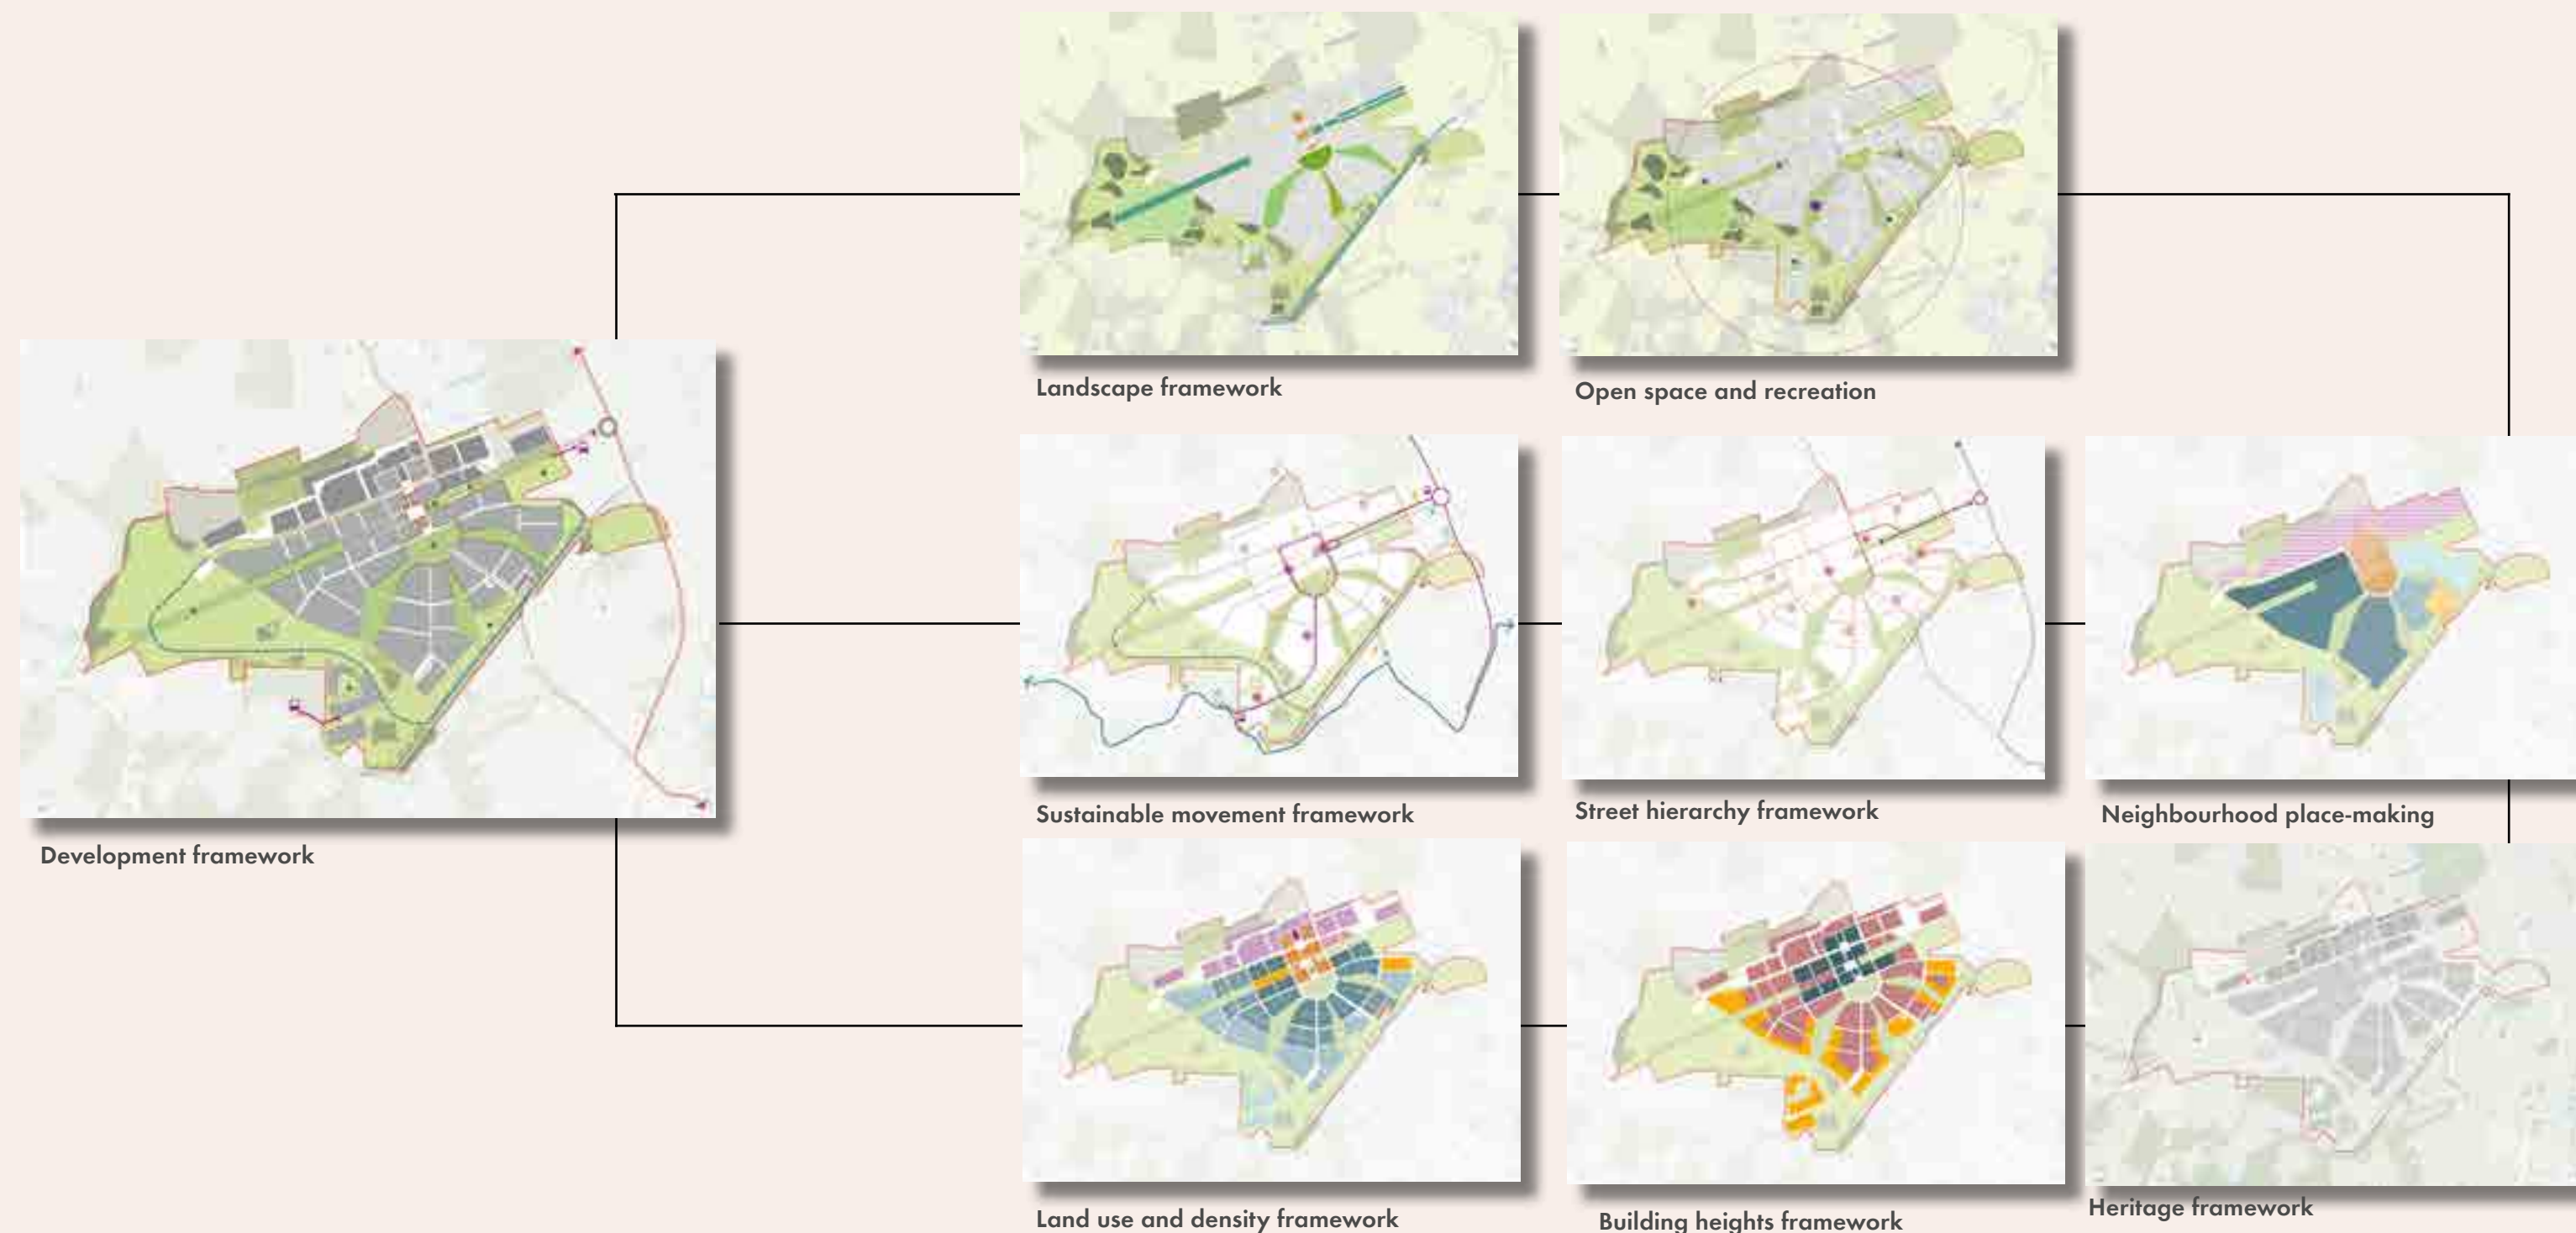 Landscape framework
Open space and recreation
Development framework
Sustainable movement framework
Street hierarchy framework
Neighbourhood place-making
Land use and density framework
Building heights framework
Heritage framework